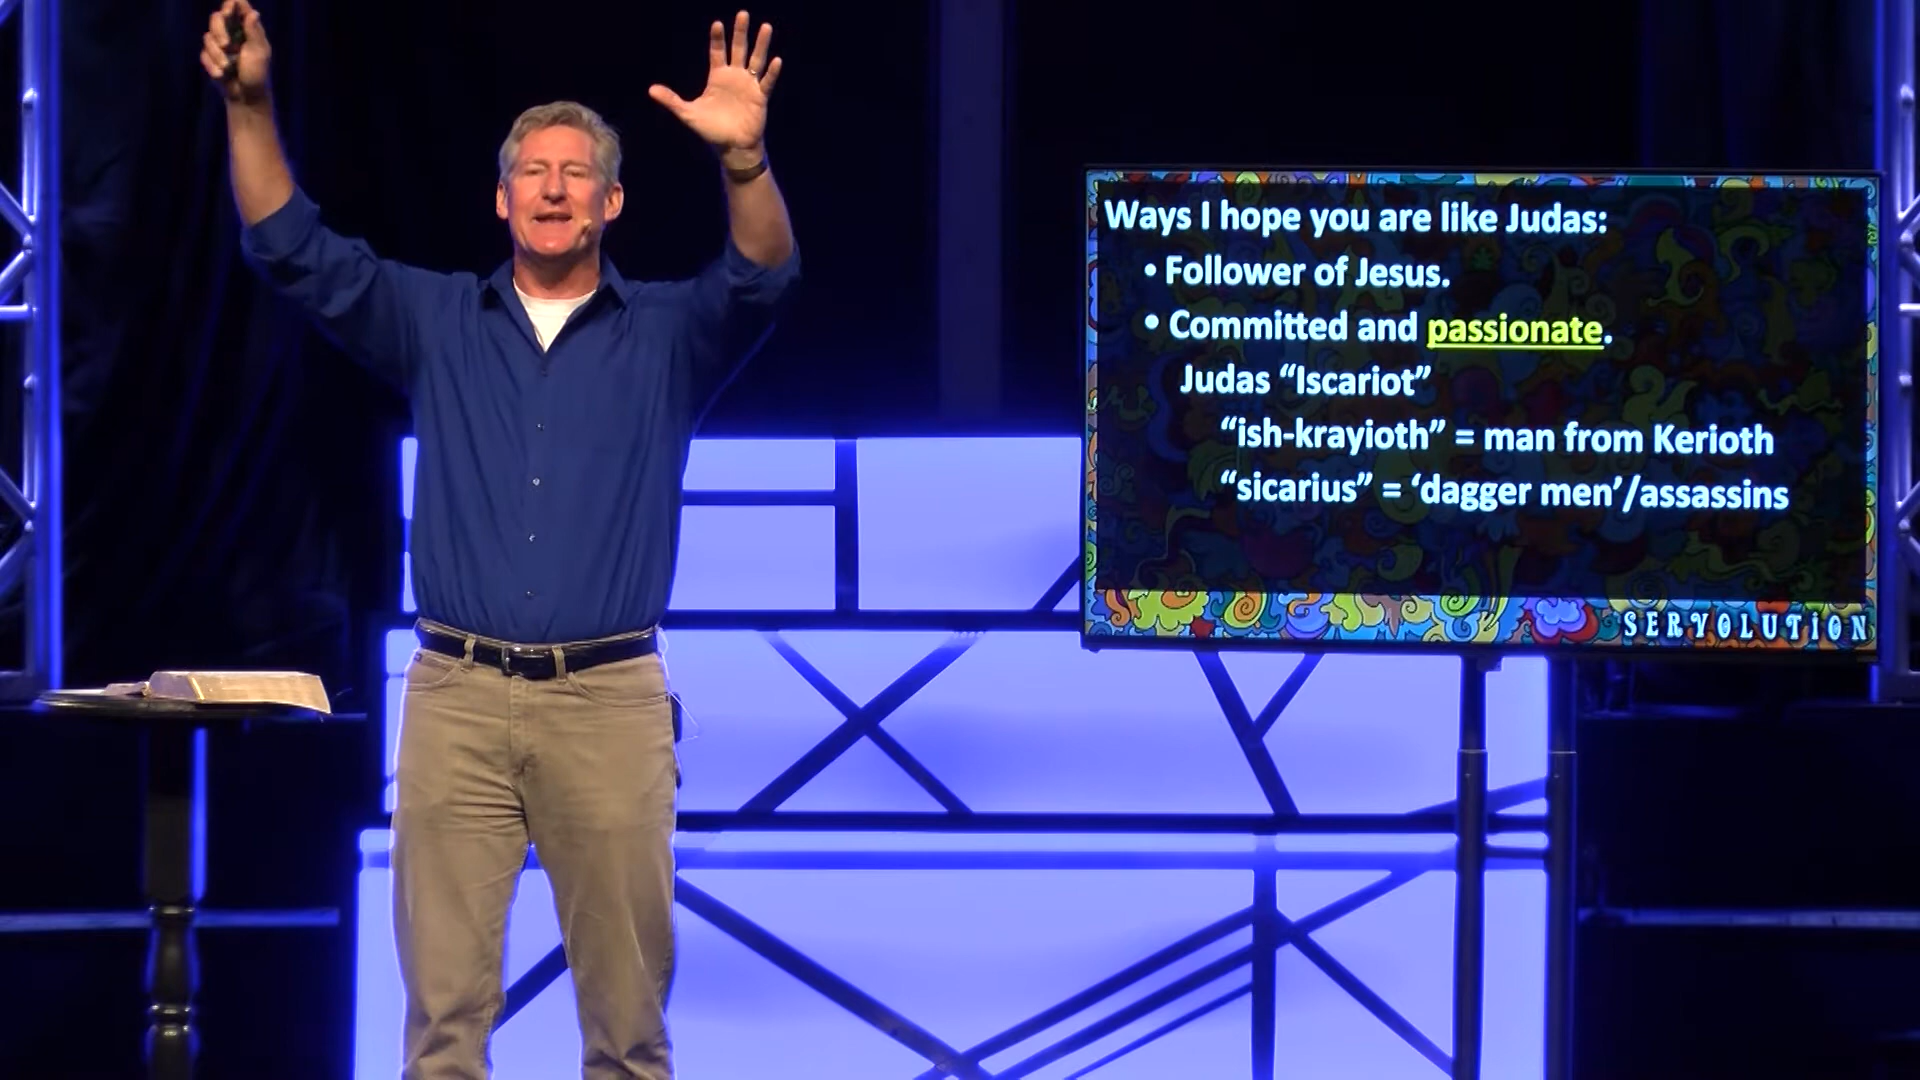 Ways I hope you are like Judas:
• Follower of Jesus.
• Committed and passionate.
Judas “Iscariot”
“ish-krayioth” = man from Kerioth
“sicarius” = ‘dagger men’/assassins
SERVOLUTiON